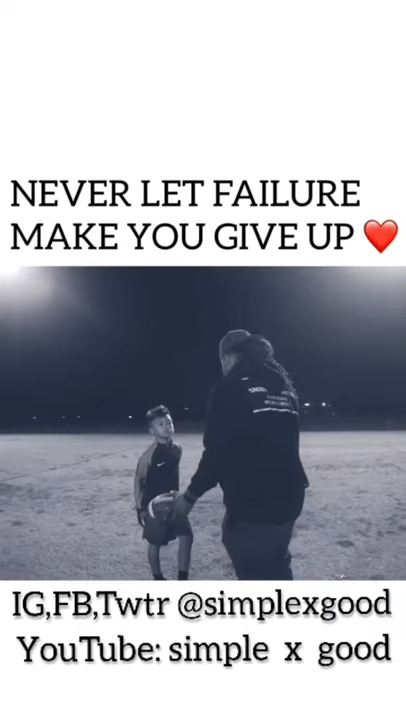 NEVER LET FAILURE
MAKE YOU GIVE UP ❤️
IG,FB,Twtr @simplexgood
YouTube: simple x good